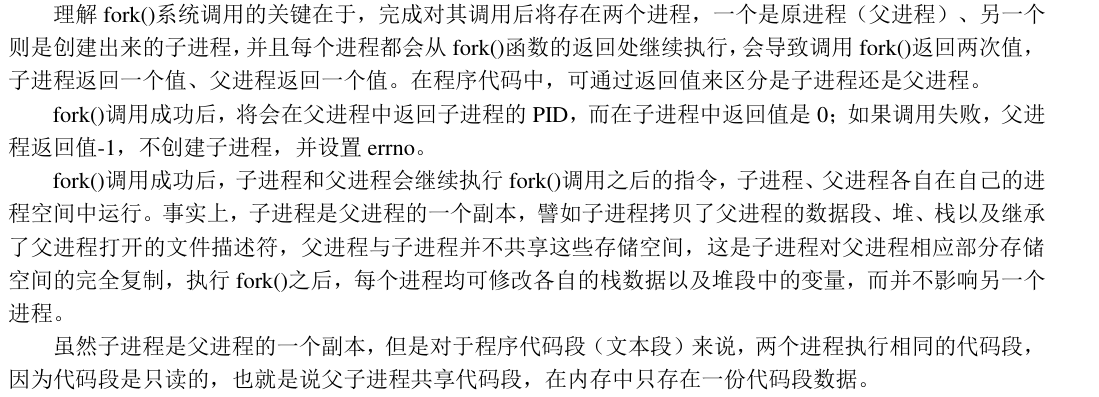 理解 fork()系统调用的关键在于，完成对其调用后将存在两个进程，一个是原进程（父进程）、另一个
则是创建出来的子进程，并且每个进程都会从 fork()函数的返回处继续执行，会导致调用 fork()返回两次值，
子进程返回一个值、父进程返回一个值。在程序代码中，可通过返回值来区分是子进程还是父进程。
fork()调用成功后，将会在父进程中返回子进程的 PID，而在子进程中返回值是 0；如果调用失败，父进
程返回值-1，不创建子进程，并设置 errno。
fork()调用成功后，子进程和父进程会继续执行 fork()调用之后的指令，子进程、父进程各自在自己的进
程空间中运行。事实上，子进程是父进程的一个副本，譬如子进程拷贝了父进程的数据段、堆、栈以及继承
了父进程打开的文件描述符，父进程与子进程并不共享这些存储空间，这是子进程对父进程相应部分存储
空间的完全复制，执行 fork()之后，每个进程均可修改各自的栈数据以及堆段中的变量，而并不影响另一个
进程。
虽然子进程是父进程的一个副本，但是对于程序代码段（文本段）来说，两个进程执行相同的代码段，
因为代码段是只读的，也就是说父子进程共享代码段，在内存中只存在一份代码段数据。